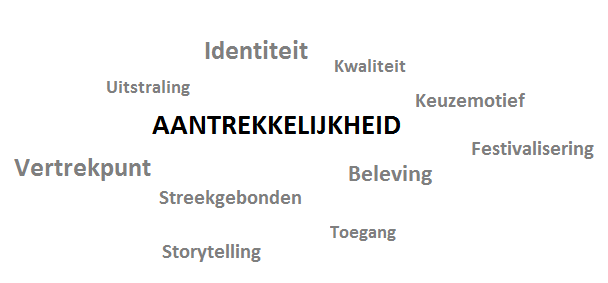 Identiteit
Kwaliteit
Uitstraling
Keuzemotief
AANTREKKELIJKHEID
Festivalisering
Vertrekpunt
Beleving
Streekgebonden
Toegang
Storytelling